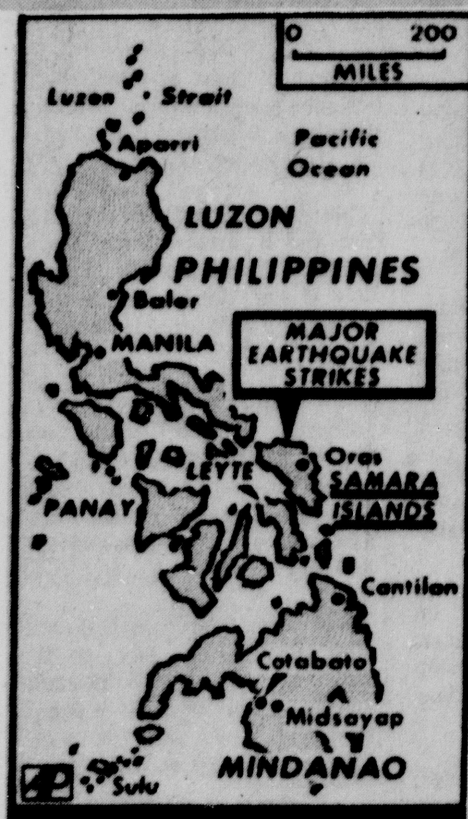 0 200
MILES
Luzon Strait
Aparri
Pacific
Ocean
LUZON
PHILIPPINES
Baler
MANILA
MAJOR
EARTHQUAKE
STRIKES
Oras
LEYTE
SAMARA
ISLANDS
PANAY
Cantilan
Cotabato
Midsayap
MINDANAO
Sulu
AP